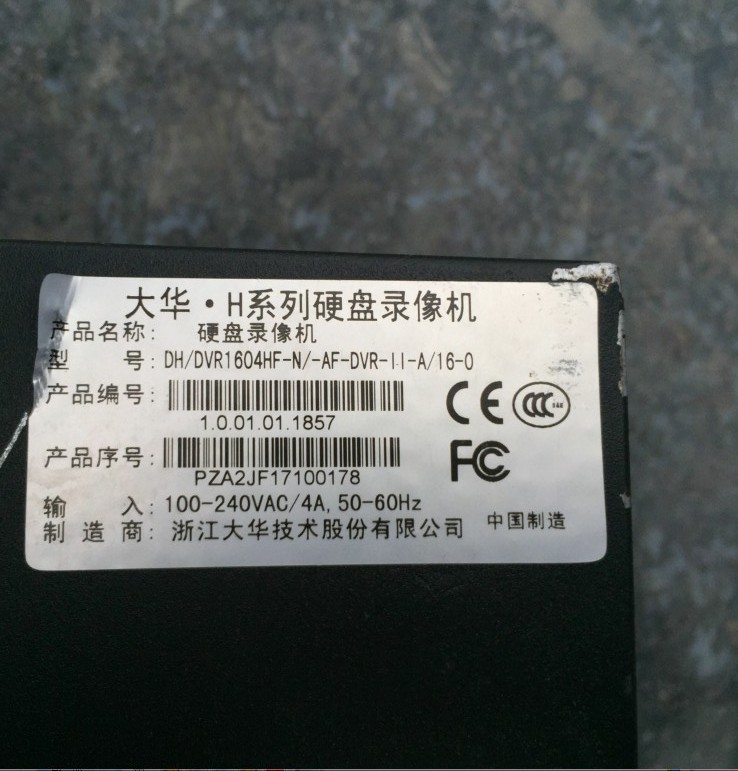 大华·H系列硬盘录像机
产品名称: 硬盘录像机
型 号: DH/DVR1604HF-N/-AF-DVR-II-A/16-0
产品编号:
1.0.01.01.1857
产品序号:
PZA2JF17100178
输 入: 100-240VAC/4A, 50-60Hz
制 造 商: 浙江大华技术股份有限公司 中国制造
CE
CCC
FC